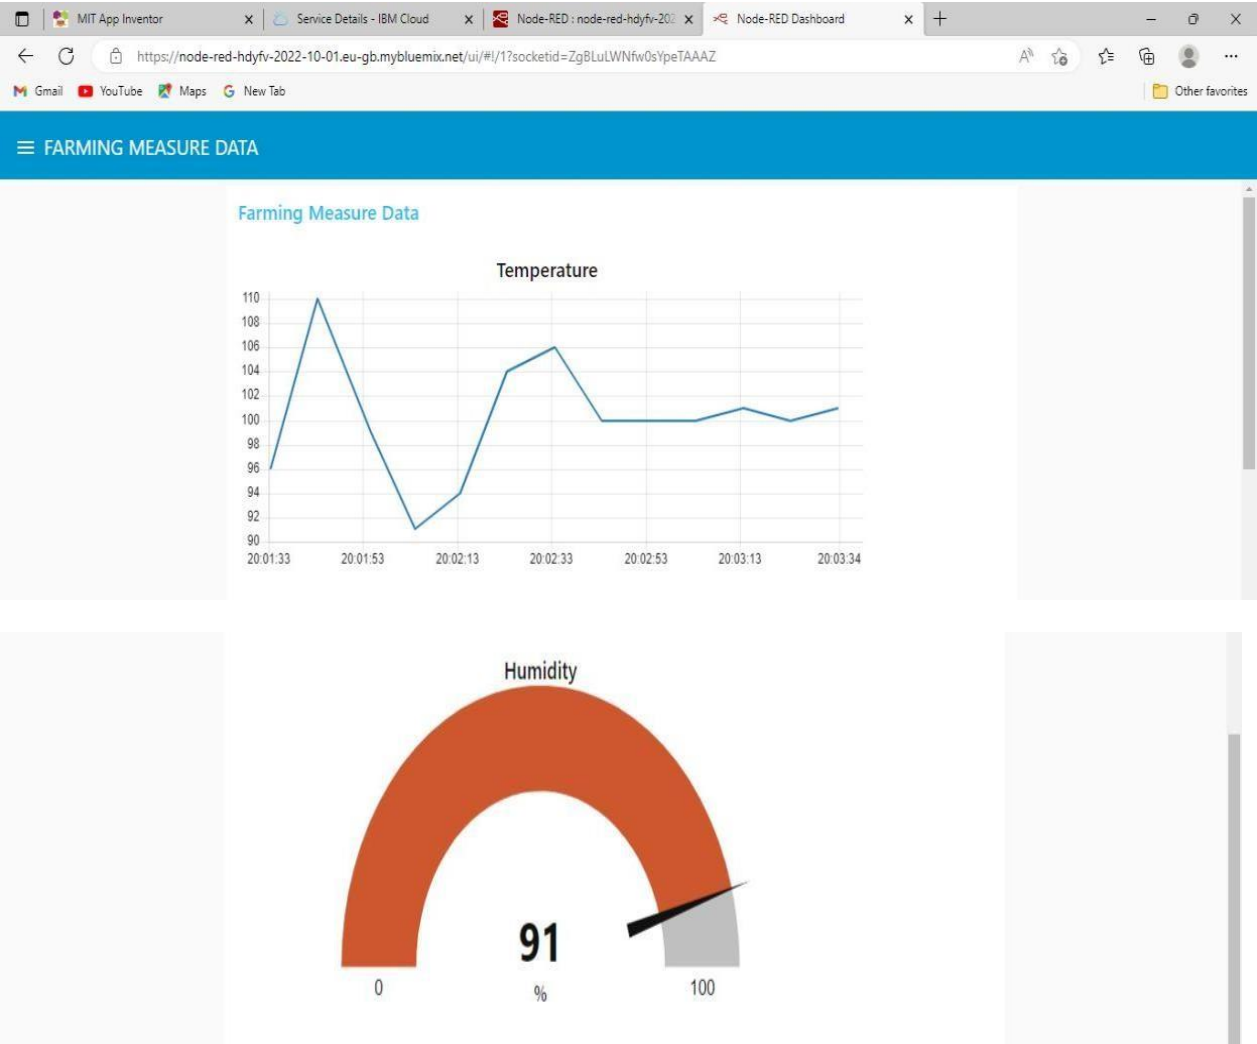 MIT App Inventor
Service Details - IBM Cloud
Node-RED : node-red-hdyfv-202
Node-RED Dashboard
https://node-red-hdyfv-2022-10-01.eu-gb.mybluemix.net/ui/#!/1?socketid=ZgBLuLWNfw0sYpeTAAAZ
Gmail YouTube Maps New Tab Other favorites
FARMING MEASURE DATA
Farming Measure Data
Temperature
110
108
106
104
102
100
98
96
94
92
90
20:01:33 20:01:53 20:02:13 20:02:33 20:02:53 20:03:13 20:03:34
Humidity
91
%
0 100